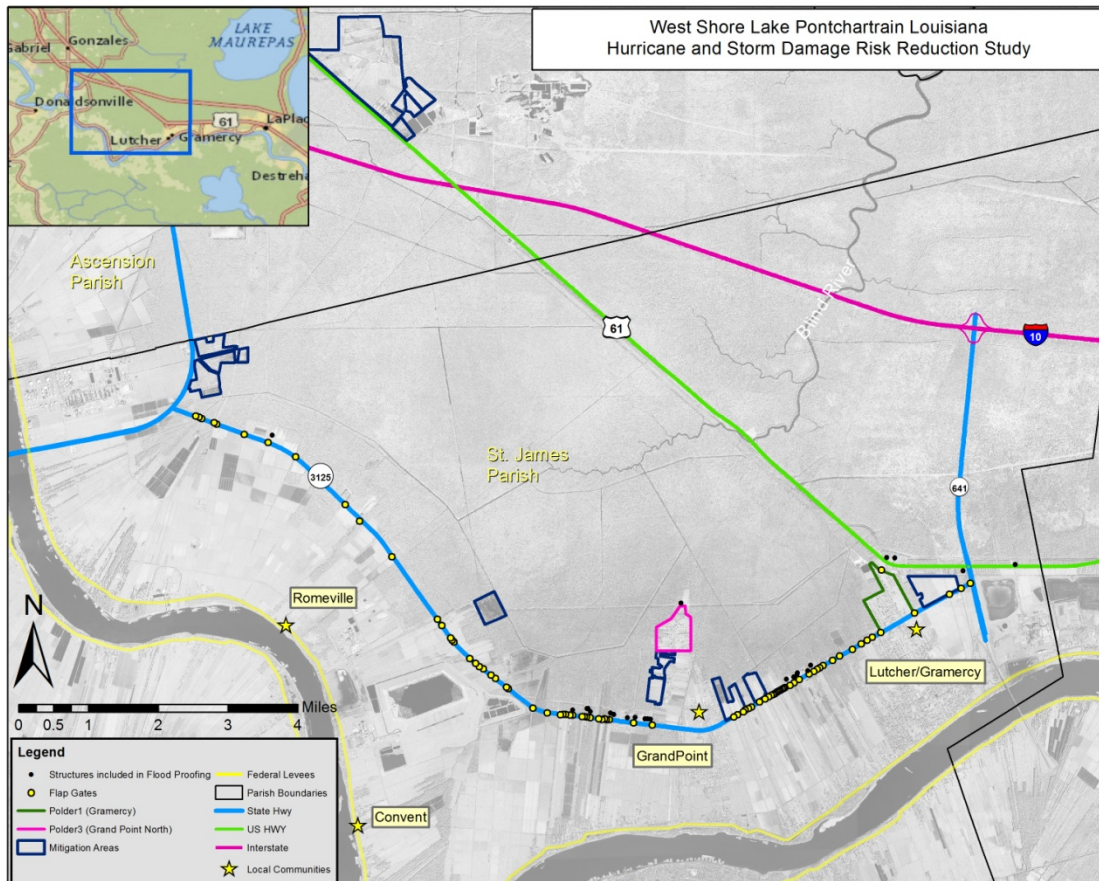 West Shore Lake Pontchartrain Louisiana
Hurricane and Storm Damage Risk Reduction Study
LAKE
MAUREPAS
Gabriel
Gonzales
Donaldsonville
61
LaPlac
Lutcher
Gramercy
Destreha
Ascension
Parish
61
Blind River
10
3125
St. James
Parish
641
Romeville
N
Lutcher/Gramercy
0 0.5 1 2 3 4 Miles
GrandPoint
Convent
Legend
Structures included in Flood Proofing
Flap Gates
Polder1 (Gramercy)
Polder3 (Grand Point North)
Mitigation Areas
Federal Levees
Parish Boundaries
State Hwy
US HWY
Interstate
Local Communities